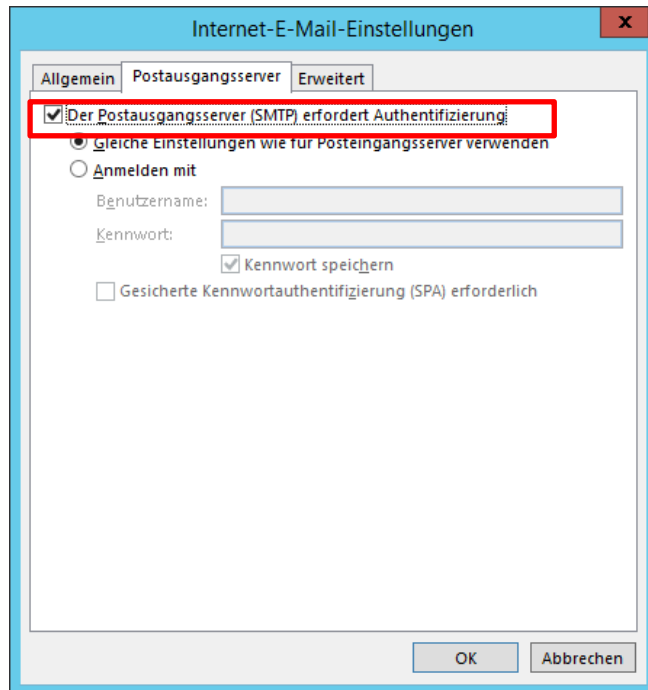 Internet-E-Mail-Einstellungen
x
Allgemein Postausgangsserver Erweitert
Der Postausgangsserver (SMTP) erfordert Authentifizierung
Gleiche Einstellungen wie für Posteingangsserver verwenden
Anmelden mit
Benutzername:
Kennwort:
Kennwort speichern
Gesicherte Kennwortauthentifizierung (SPA) erforderlich
OK Abbrechen